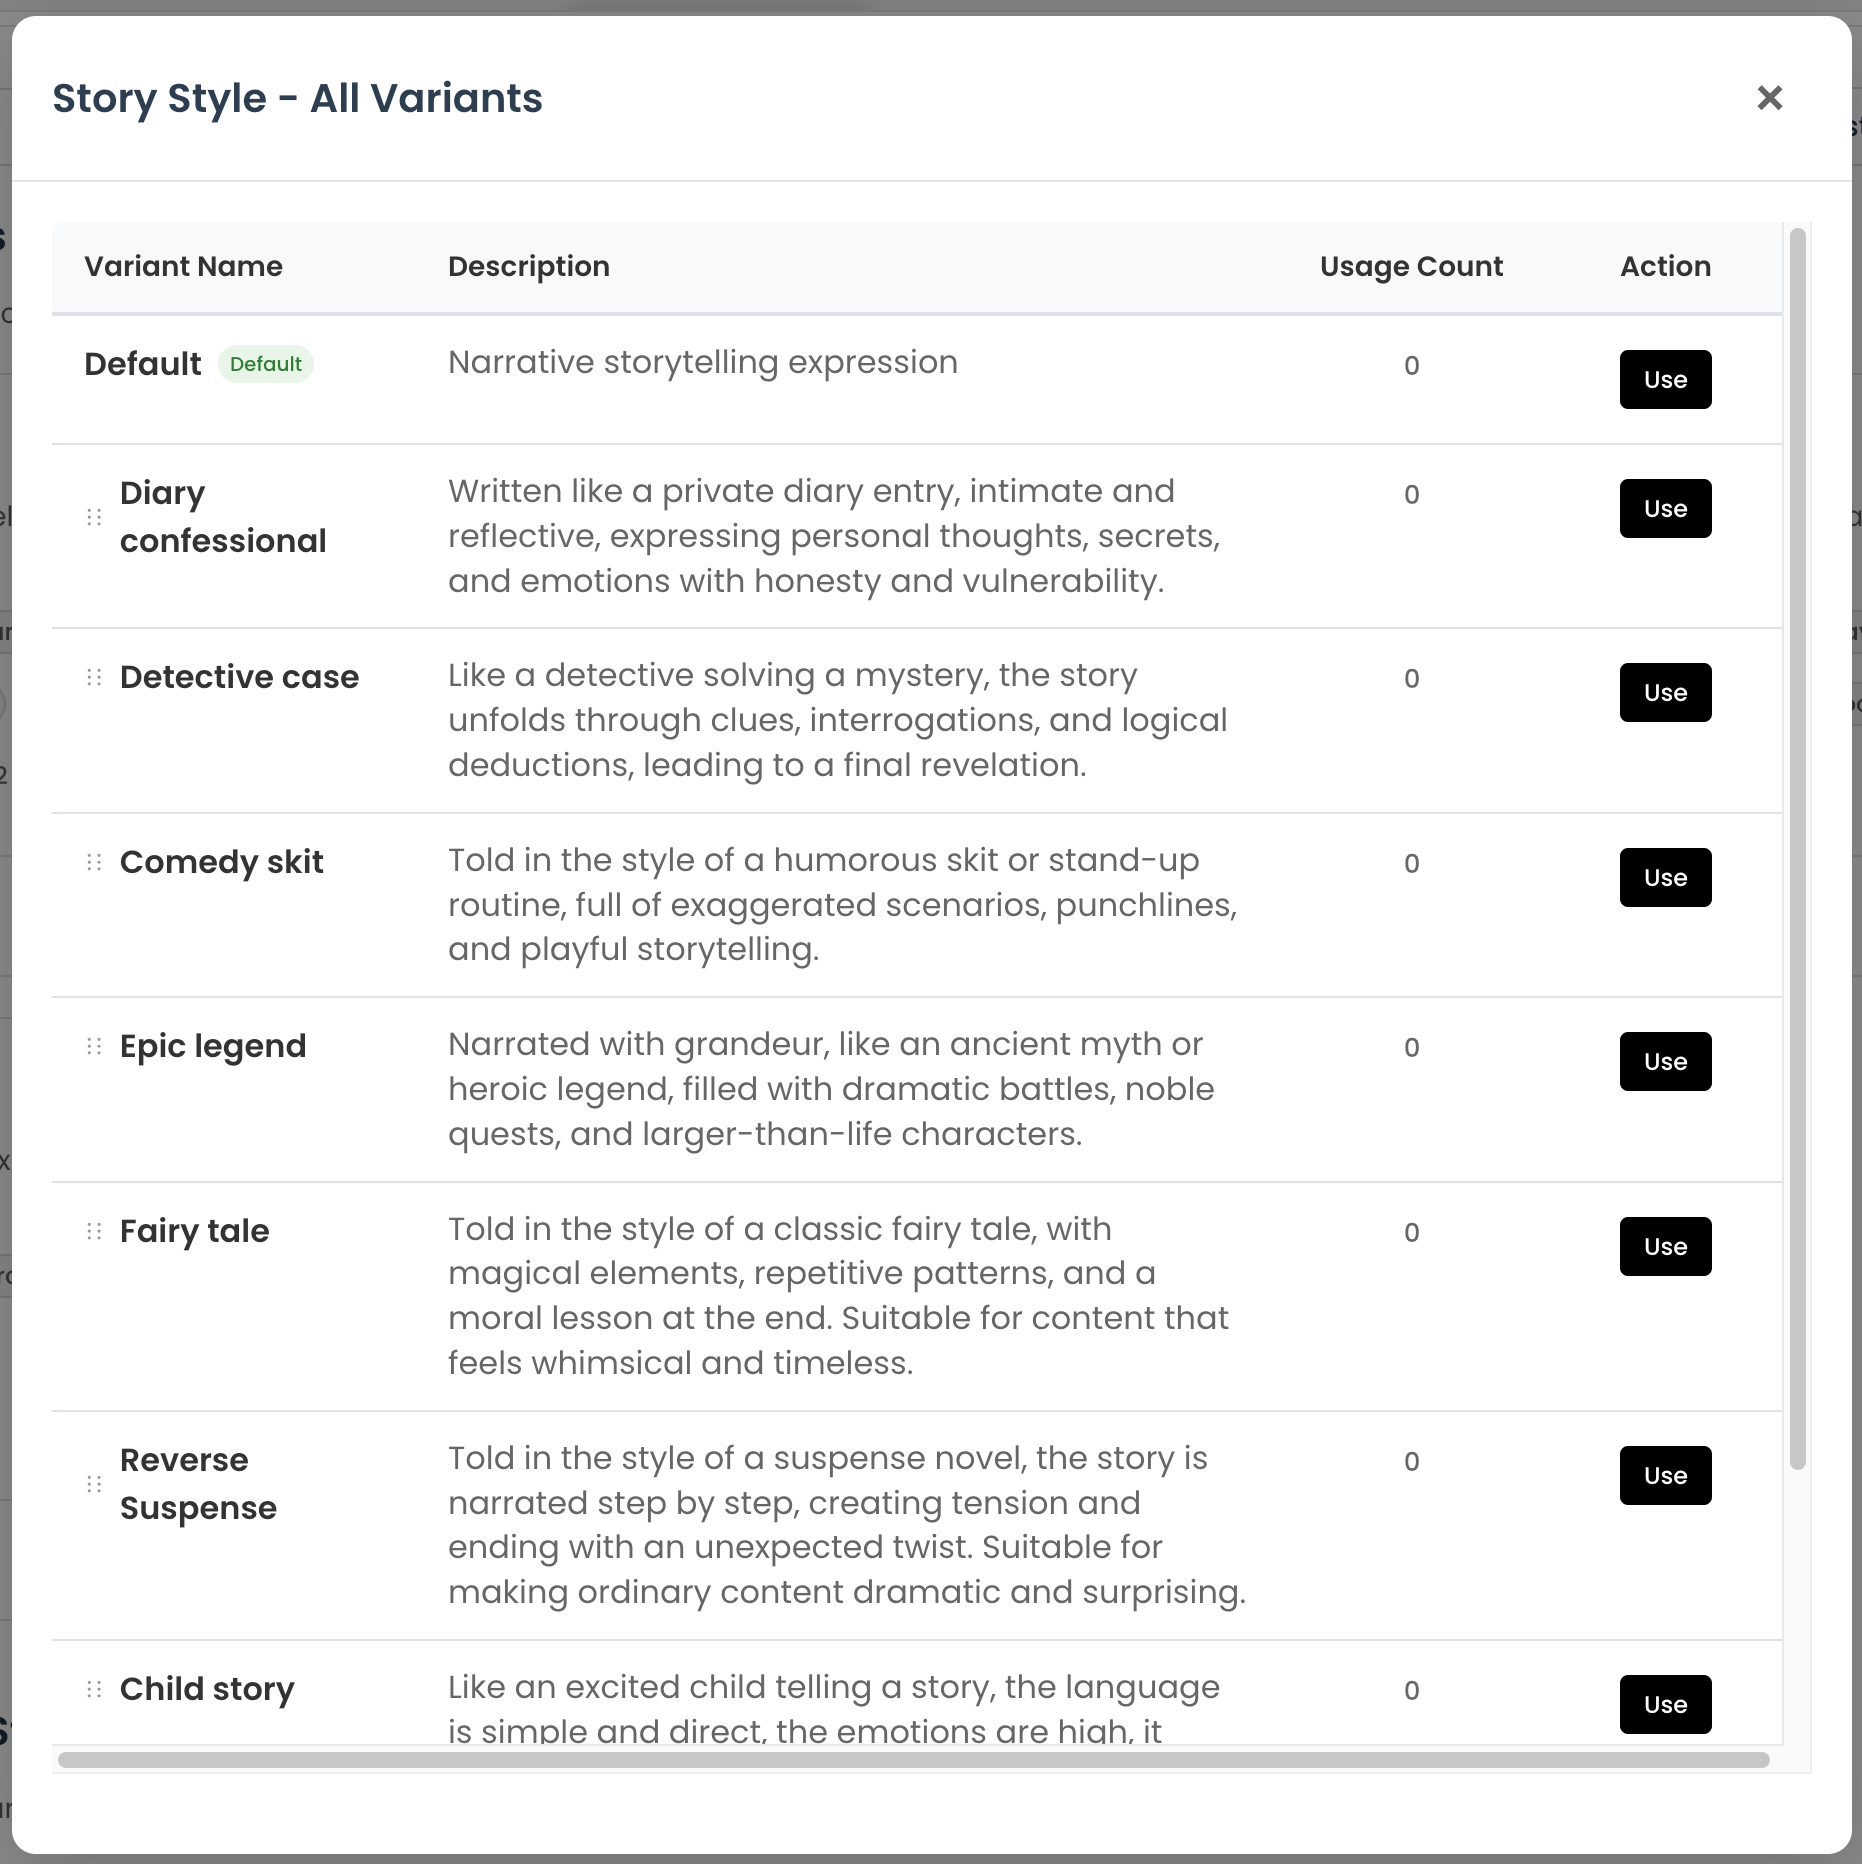 Story Style - All Variants
Variant Name Description Usage Count Action
Default Default Narrative storytelling expression 0 Use
Diary confessional
Written like a private diary entry, intimate and
reflective, expressing personal thoughts, secrets,
and emotions with honesty and vulnerability.
0 Use
Detective case
Like a detective solving a mystery, the story
unfolds through clues, interrogations, and logical
deductions, leading to a final revelation.
0 Use
Comedy skit
Told in the style of a humorous skit or stand-up
routine, full of exaggerated scenarios, punchlines,
and playful storytelling.
0 Use
Epic legend
Narrated with grandeur, like an ancient myth or
heroic legend, filled with dramatic battles, noble
quests, and larger-than-life characters.
0 Use
Fairy tale
Told in the style of a classic fairy tale, with
magical elements, repetitive patterns, and a
moral lesson at the end. Suitable for content that
feels whimsical and timeless.
0 Use
Reverse
Suspense
Told in the style of a suspense novel, the story is
narrated step by step, creating tension and
ending with an unexpected twist. Suitable for
making ordinary content dramatic and surprising.
0 Use
Child story
Like an excited child telling a story, the language
is simple and direct, the emotions are high, it
0 Use